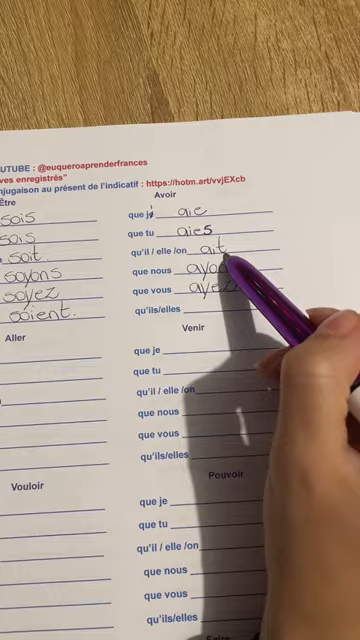 UTUBE : @euqueroaprenderfrances
ves enregistrés"
njugaison au présent de l'indicatif : https://hotm.art/vvjEXcb
Être
sois
sois
soit
soyons
soyez
soient.
Avoir
que j' aie
que tu aies
qu'il / elle /on ait
que nous
que vous ayez
qu'ils/elles
Aller
Venir
que je
que tu
qu'il / elle /on
que nous
que vous
qu'ils/elles
Vouloir
Pouvoir
que je
que tu
qu'il / elle /on
que nous
que vous
qu'ils/elles
Faire